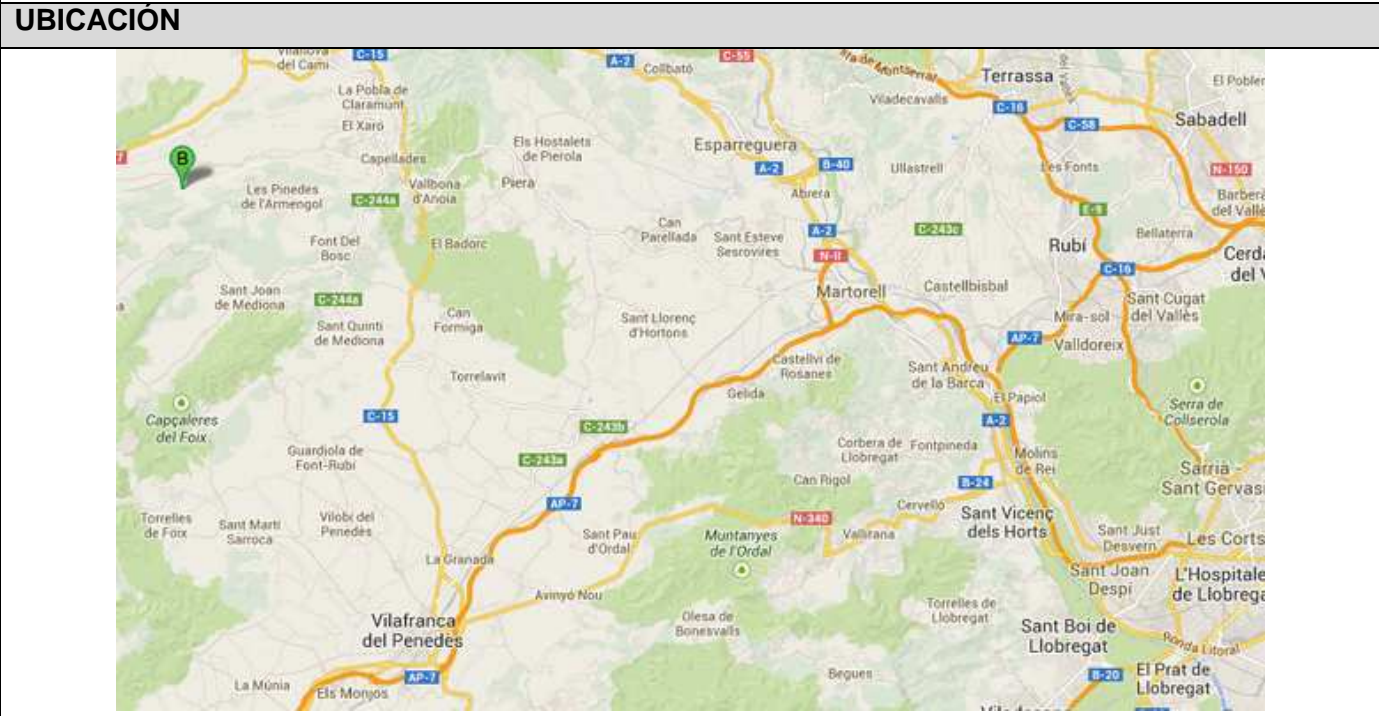 UBICACIÓN
Vilanova
del Camí
C-15
A-2
Collbató
C-55
Terrassa
El Pobler
La Pobla de
Claramunt
Viladecavalls
C-16
C-58
Sabadell
El Xaró
Els Hostalets
de Pierola
Esparreguera
7
B
Capellades
A-2
B-40
Ullastrell
Les Fonts
N-150
Les Pinedes
de l'Armengol
C-244a
Vallbona
d'Anoia
Piera
Abrera
Barberà
del Vallè
E-9
Can
Parellada
Sant Esteve
Sesrovires
A-2
C-243c
Bellaterra
Font Del
Bosc
El Badorc
N-II
Rubí
Cerda
del V
C-16
Sant Joan
de Mediona
C-244a
Martorell
Castellbisbal
Sant Cugat
del Vallès
Can
Formiga
Sant Llorenç
d'Hortons
Mira-sol
Sant Quintí
de Mediona
AP-7
Valldoreix
Castellví de
Rosanes
Sant Andreu
de la Barca
Torrelavit
Gelida
El Papiol
Serra de
Collserola
Capçaleres
del Foix
C-15
C-243b
A-2
Guardiola de
Font-Rubí
C-243a
Corbera de
Llobregat
Fontpineda
Molins
de Rei
Sarrià -
Sant Gervasi
Can Rigol
B-24
AP-7
Cervelló
Torrelles
de Foix
Sant Martí
Sarroca
Vilobí del
Penedès
N-340
Sant Vicenç
dels Horts
Sant Pau
d'Ordal
Muntanyes
de l'Ordal
Vallirana
Sant Just
Desvern
Les Corts
La Granada
Sant Joan
Despí
L'Hospitale
de Llobrega
Avinyó Nou
Vilafranca
del Penedès
Olesa de
Bonesvalls
Torrelles de
Llobregat
Sant Boi de
Llobregat
Ronda Litoral
La Múnia
Els Monjos
AP-7
Begues
B-20
El Prat de
Llobregat